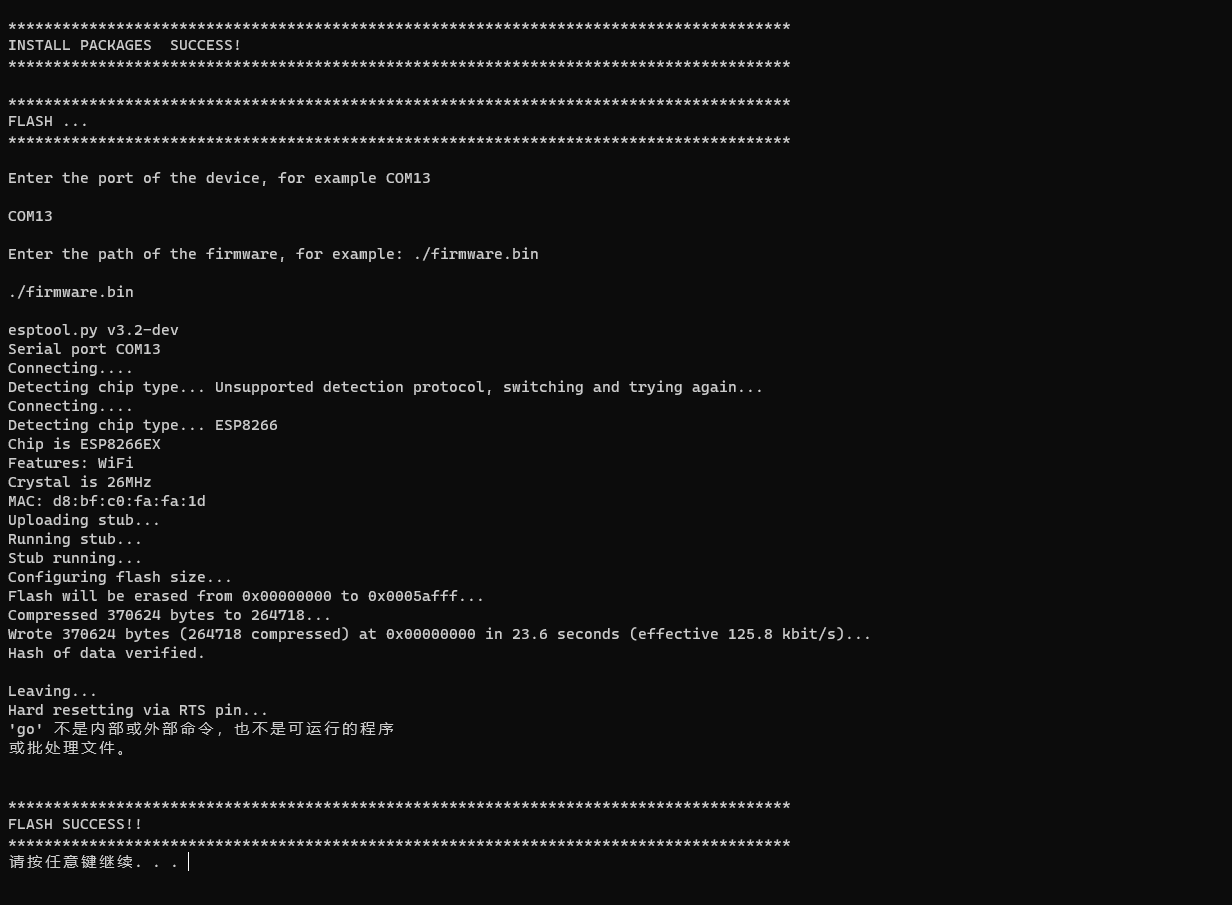 ***************************************************************************************
INSTALL PACKAGES  SUCCESS!
***************************************************************************************
***************************************************************************************
FLASH ...
***************************************************************************************
Enter the port of the device, for example COM13
COM13
Enter the path of the firmware, for example: ./firmware.bin
./firmware.bin
esptool.py v3.2-dev
Serial port COM13
Connecting....
Detecting chip type... Unsupported detection protocol, switching and trying again...
Connecting....
Detecting chip type... ESP8266
Chip is ESP8266EX
Features: WiFi
Crystal is 26MHz
MAC: d8:bf:c0:fa:fa:1d
Uploading stub...
Running stub...
Stub running...
Configuring flash size...
Flash will be erased from 0x00000000 to 0x0005afff...
Compressed 370624 bytes to 264718...
Wrote 370624 bytes (264718 compressed) at 0x00000000 in 23.6 seconds (effective 125.8 kbit/s)...
Hash of data verified.
Leaving...
Hard resetting via RTS pin...
'go' 不是内部或外部命令，也不是可运行的程序
或批处理文件。
***************************************************************************************
FLASH SUCCESS!!
***************************************************************************************
请按任意键继续. . .